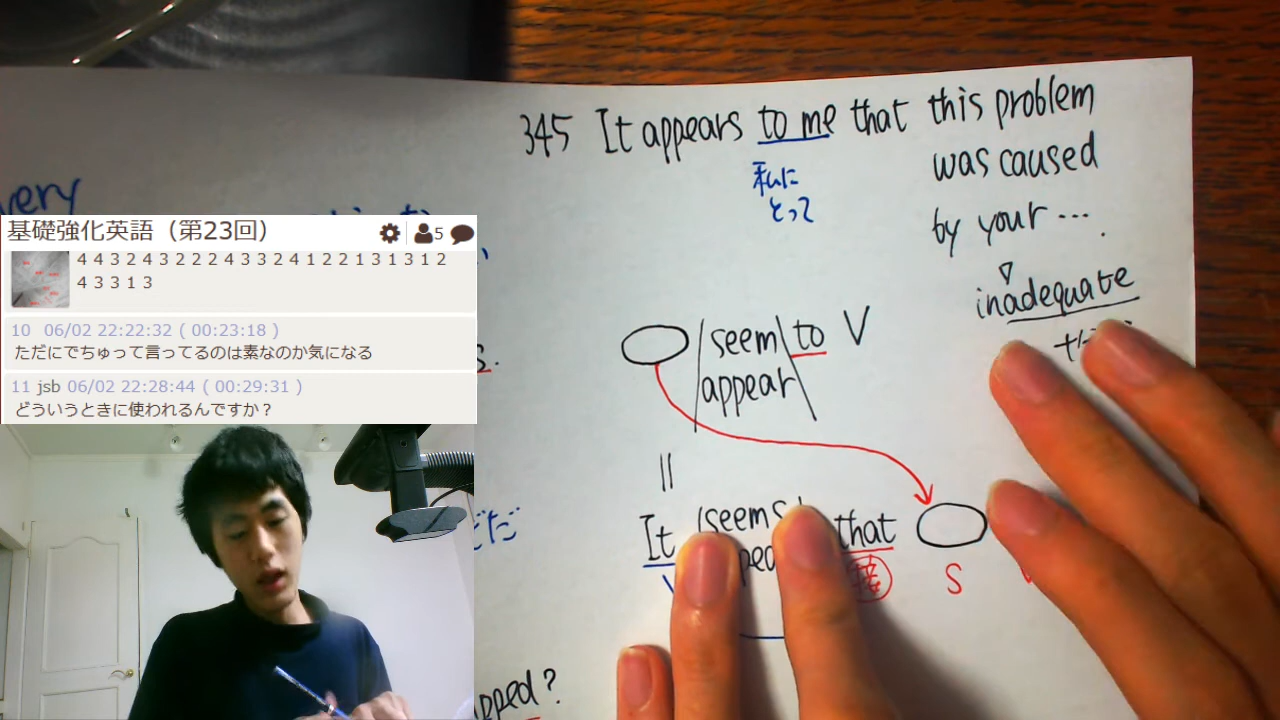 345 It appears to me that this problem
was caused
by your ...
私に
とって
inadequate
very
基礎強化英語（第23回）
5
4 4 3 2 4 3 2 2 2 4 3 3 2 4 1 2 2 1 3 1 3 1 2
4 3 3 1 3
10 06/02 22:22:32 ( 00:23:18 )
ただにでちゅって言ってるのは素なのか気になる
11 jsb 06/02 22:28:44 ( 00:29:31 )
どういうときに使われるんですか？
seem to V
appear
It seems that
接 S